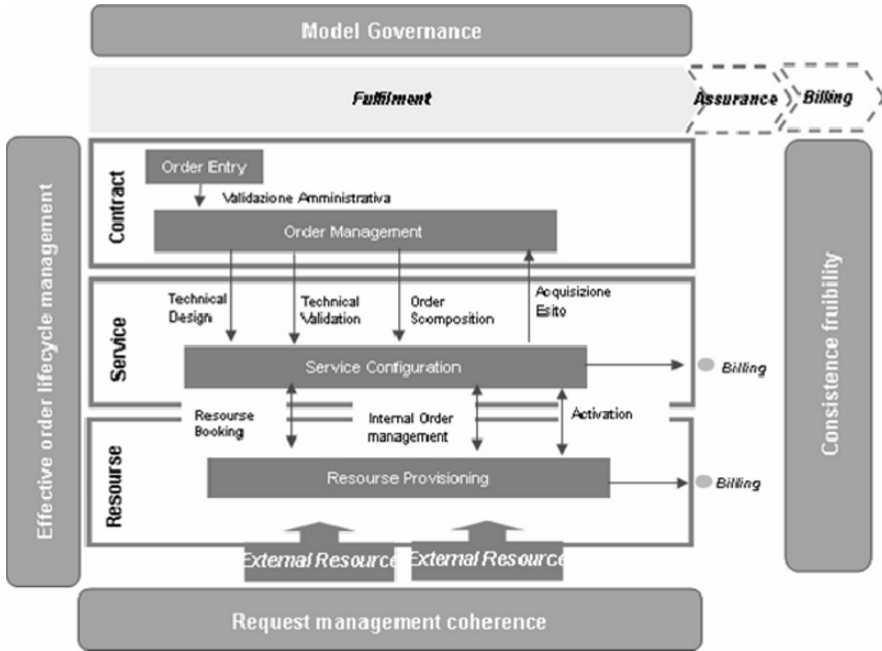 Model Governance
Fulfilment
Assurance
Billing
Effective order lifecycle management
Consistence fruibility
Contract
Order Entry
Validazione Amministrativa
Order Management
Technical
Design
Technical
Validation
Order
Scomposition
Acquisizione
Esito
Service
Service Configuration
Billing
Resourse
Booking
Internal Order
management
Activation
Resourse
Resourse Provisioning
Billing
External Resource
External Resource
Request management coherence